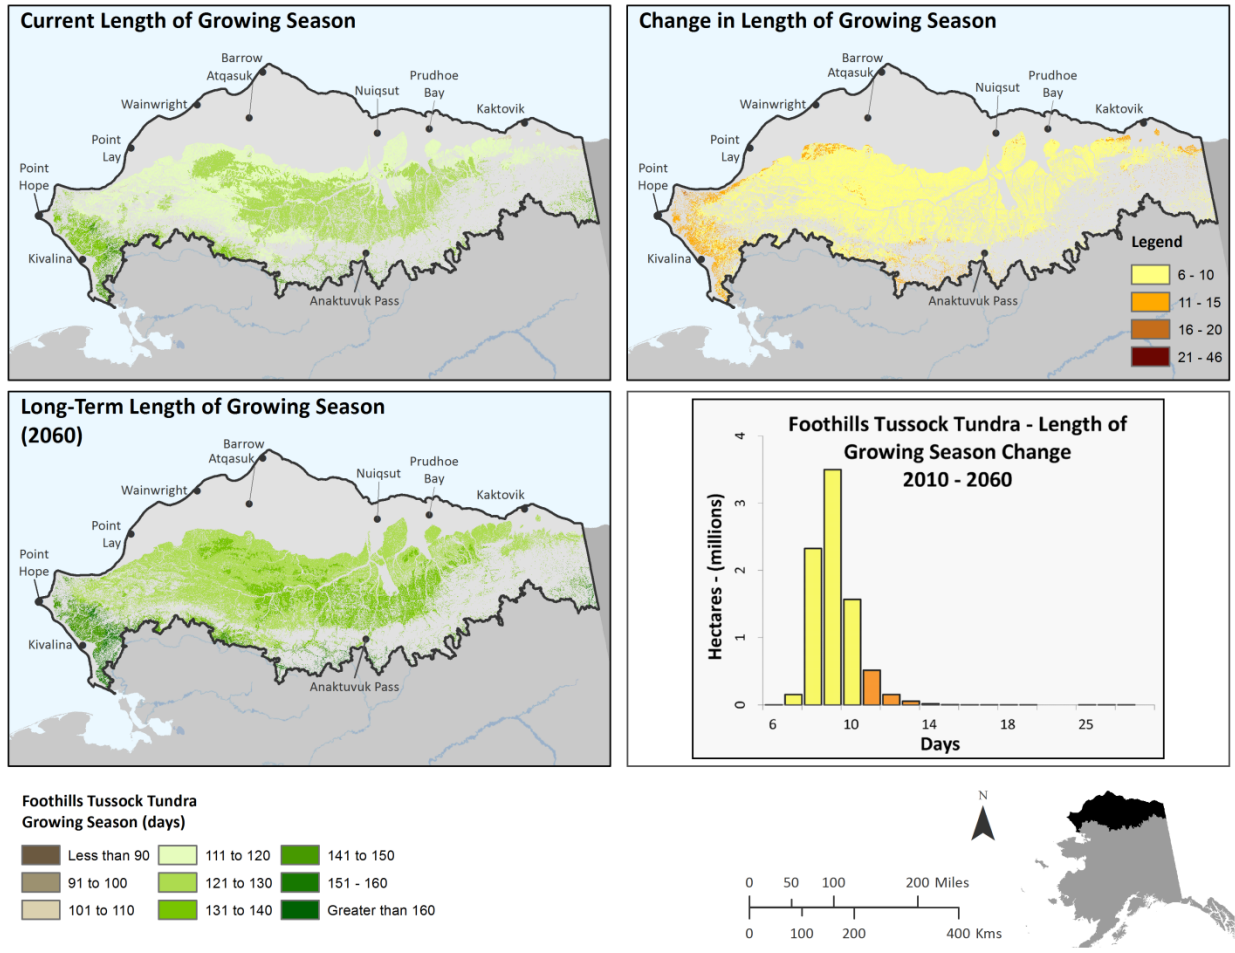 Current Length of Growing Season
Barrow
Atqasuk
Wainwright
Nuiqsut
Prudhoe
Bay
Kaktovik
Point
Lay
Point
Hope
Kivalina
Anaktuvuk Pass
Change in Length of Growing Season
Barrow
Atqasuk
Wainwright
Nuiqsut
Prudhoe
Bay
Kaktovik
Point
Lay
Point
Hope
Kivalina
Anaktuvuk Pass
Legend
6 - 10
11 - 15
16 - 20
21 - 46
Long-Term Length of Growing Season
(2060)
Barrow
Atqasuk
Wainwright
Nuiqsut
Prudhoe
Bay
Kaktovik
Point
Lay
Point
Hope
Kivalina
Anaktuvuk Pass
Foothills Tussock Tundra - Length of
Growing Season Change
2010 - 2060
Hectares - (millions)
4
3
2
1
0
6 10 14 18 25
Days
Foothills Tussock Tundra
Growing Season (days)
Less than 90 111 to 120 141 to 150
91 to 100 121 to 130 151 - 160
101 to 110 131 to 140 Greater than 160
N
0 50 100 200 Miles
0 100 200 400 Kms